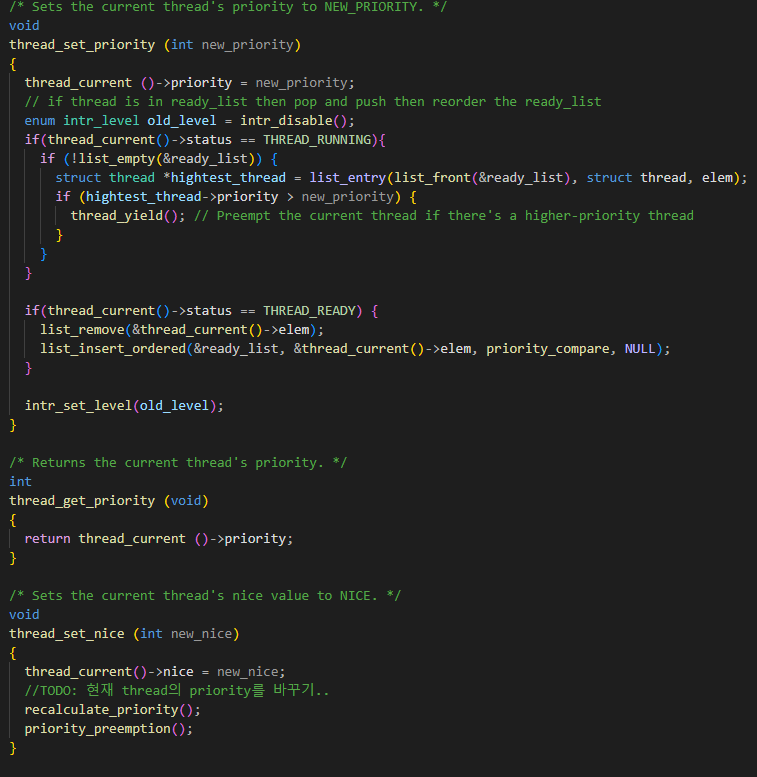 /* Sets the current thread's priority to NEW_PRIORITY. */
void
thread_set_priority (int new_priority)
{
  thread_current ()->priority = new_priority;
  // if thread is in ready_list then pop and push then reorder the ready_list
  enum intr_level old_level = intr_disable();
  if(thread_current()->status == THREAD_RUNNING){
    if (!list_empty(&ready_list)) {
      struct thread *hightest_thread = list_entry(list_front(&ready_list), struct thread, elem);
      if (hightest_thread->priority > new_priority) {
        thread_yield(); // Preempt the current thread if there's a higher-priority thread
      }
    }
  }

  if(thread_current()->status == THREAD_READY) {
    list_remove(&thread_current()->elem);
    list_insert_ordered(&ready_list, &thread_current()->elem, priority_compare, NULL);
  }

  intr_set_level(old_level);
}

/* Returns the current thread's priority. */
int
thread_get_priority (void)
{
  return thread_current ()->priority;
}

/* Sets the current thread's nice value to NICE. */
void
thread_set_nice (int new_nice)
{
  thread_current()->nice = new_nice;
  //TODO: 현재 thread의 priority를 바꾸기..
  recalculate_priority();
  priority_preemption();
}